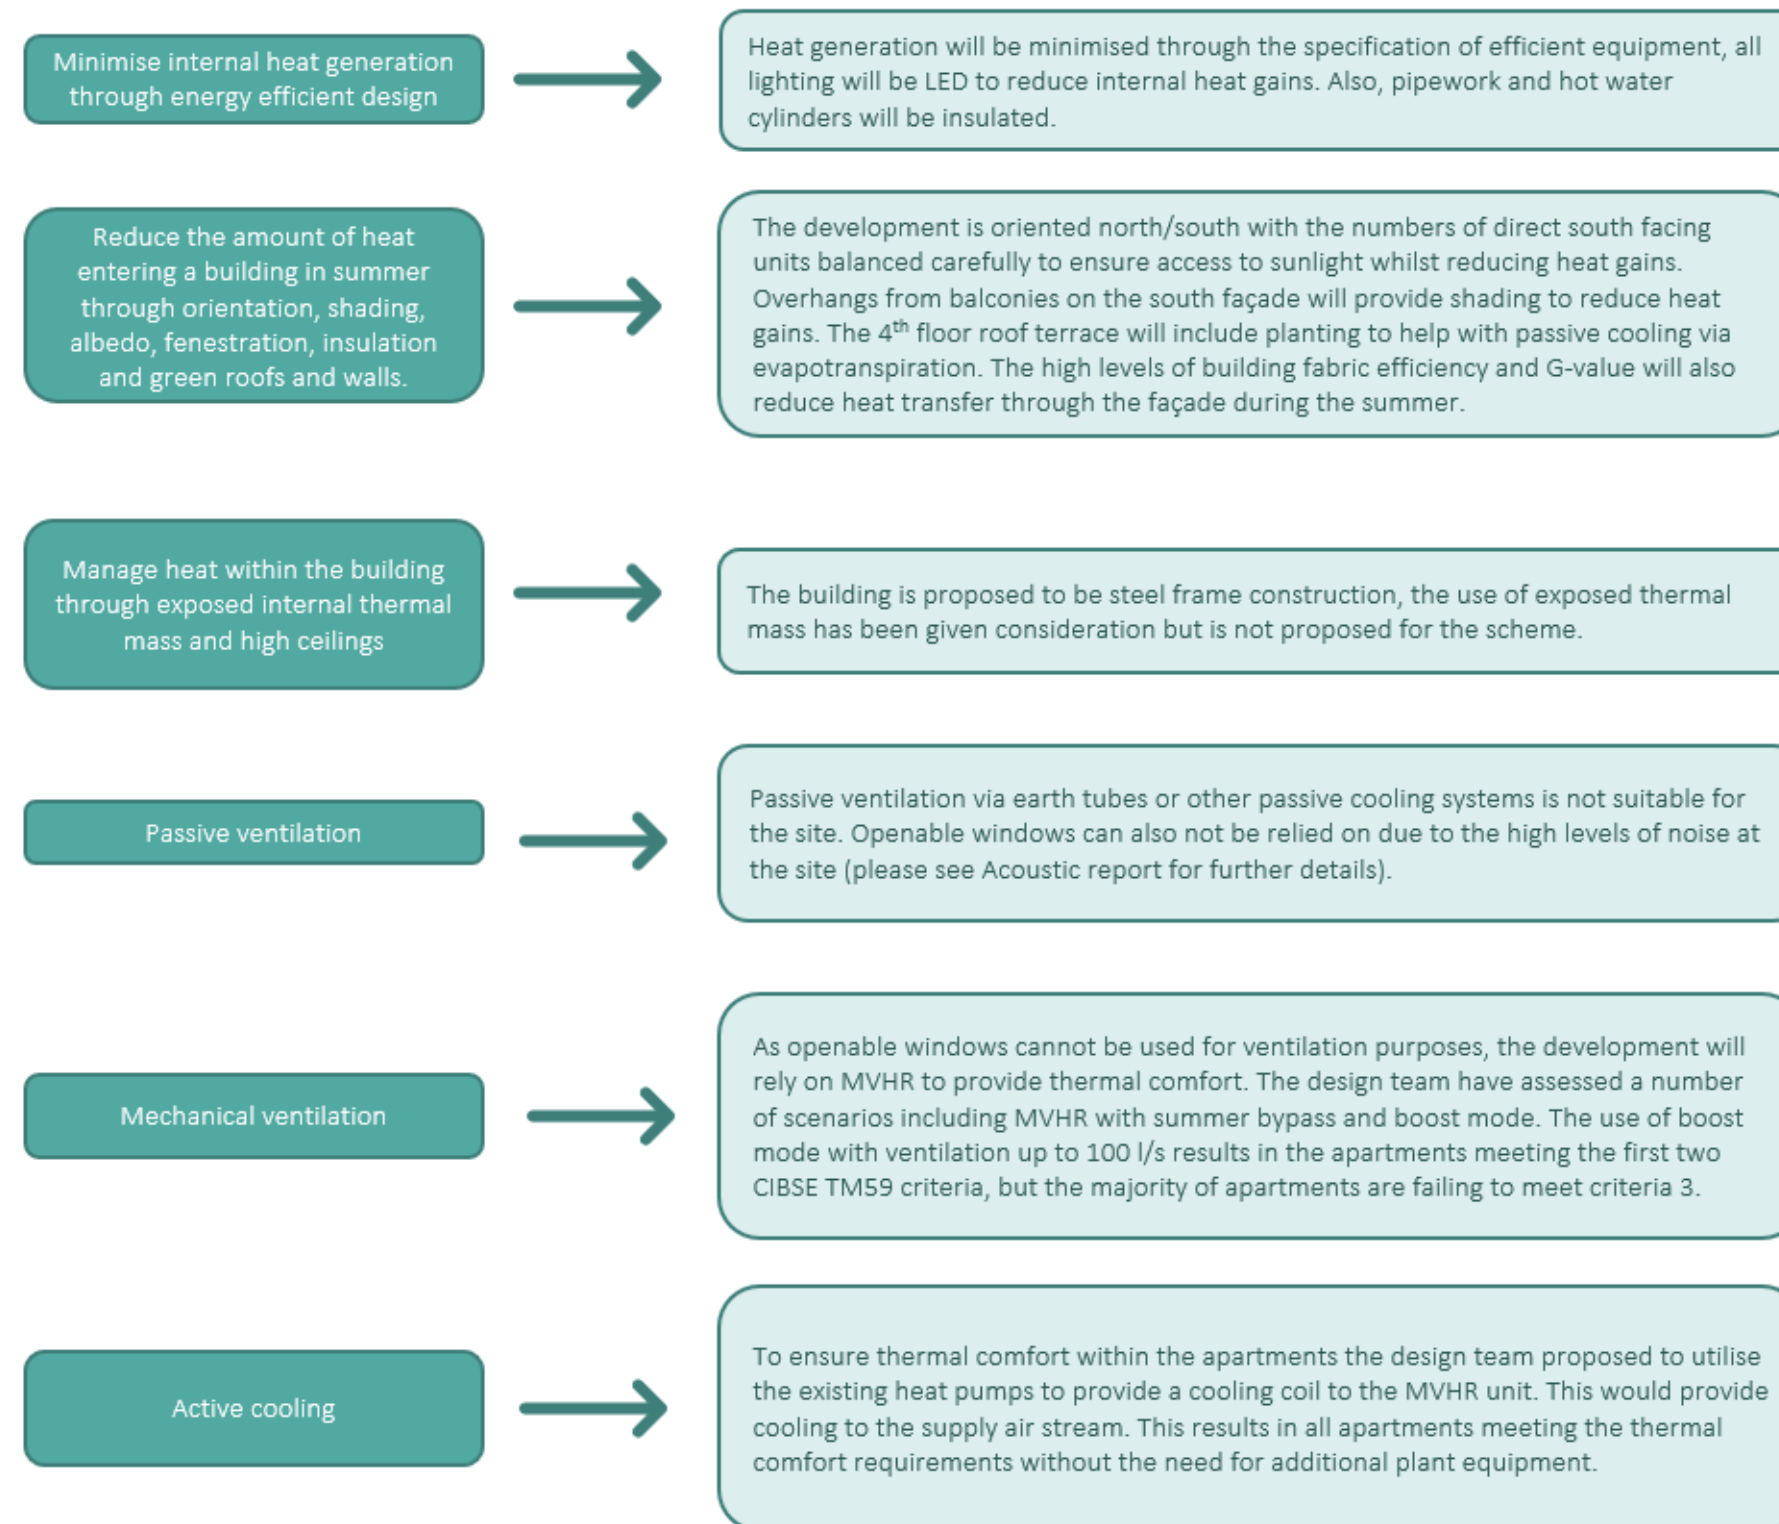 Minimise internal heat generation
through energy efficient design
Heat generation will be minimised through the specification of efficient equipment, all
lighting will be LED to reduce internal heat gains. Also, pipework and hot water
cylinders will be insulated.
Reduce the amount of heat
entering a building in summer
through orientation, shading,
albedo, fenestration, insulation
and green roofs and walls.
The development is oriented north/south with the numbers of direct south facing
units balanced carefully to ensure access to sunlight whilst reducing heat gains.
Overhangs from balconies on the south façade will provide shading to reduce heat
gains. The 4th floor roof terrace will include planting to help with passive cooling via
evapotranspiration. The high levels of building fabric efficiency and G-value will also
reduce heat transfer through the façade during the summer.
Manage heat within the building
through exposed internal thermal
mass and high ceilings
The building is proposed to be steel frame construction, the use of exposed thermal
mass has been given consideration but is not proposed for the scheme.
Passive ventilation
Passive ventilation via earth tubes or other passive cooling systems is not suitable for
the site. Openable windows can also not be relied on due to the high levels of noise at
the site (please see Acoustic report for further details).
Mechanical ventilation
As openable windows cannot be used for ventilation purposes, the development will
rely on MVHR to provide thermal comfort. The design team have assessed a number
of scenarios including MVHR with summer bypass and boost mode. The use of boost
mode with ventilation up to 100 l/s results in the apartments meeting the first two
CIBSE TM59 criteria, but the majority of apartments are failing to meet criteria 3.
Active cooling
To ensure thermal comfort within the apartments the design team proposed to utilise
the existing heat pumps to provide a cooling coil to the MVHR unit. This would provide
cooling to the supply air stream. This results in all apartments meeting the thermal
comfort requirements without the need for additional plant equipment.